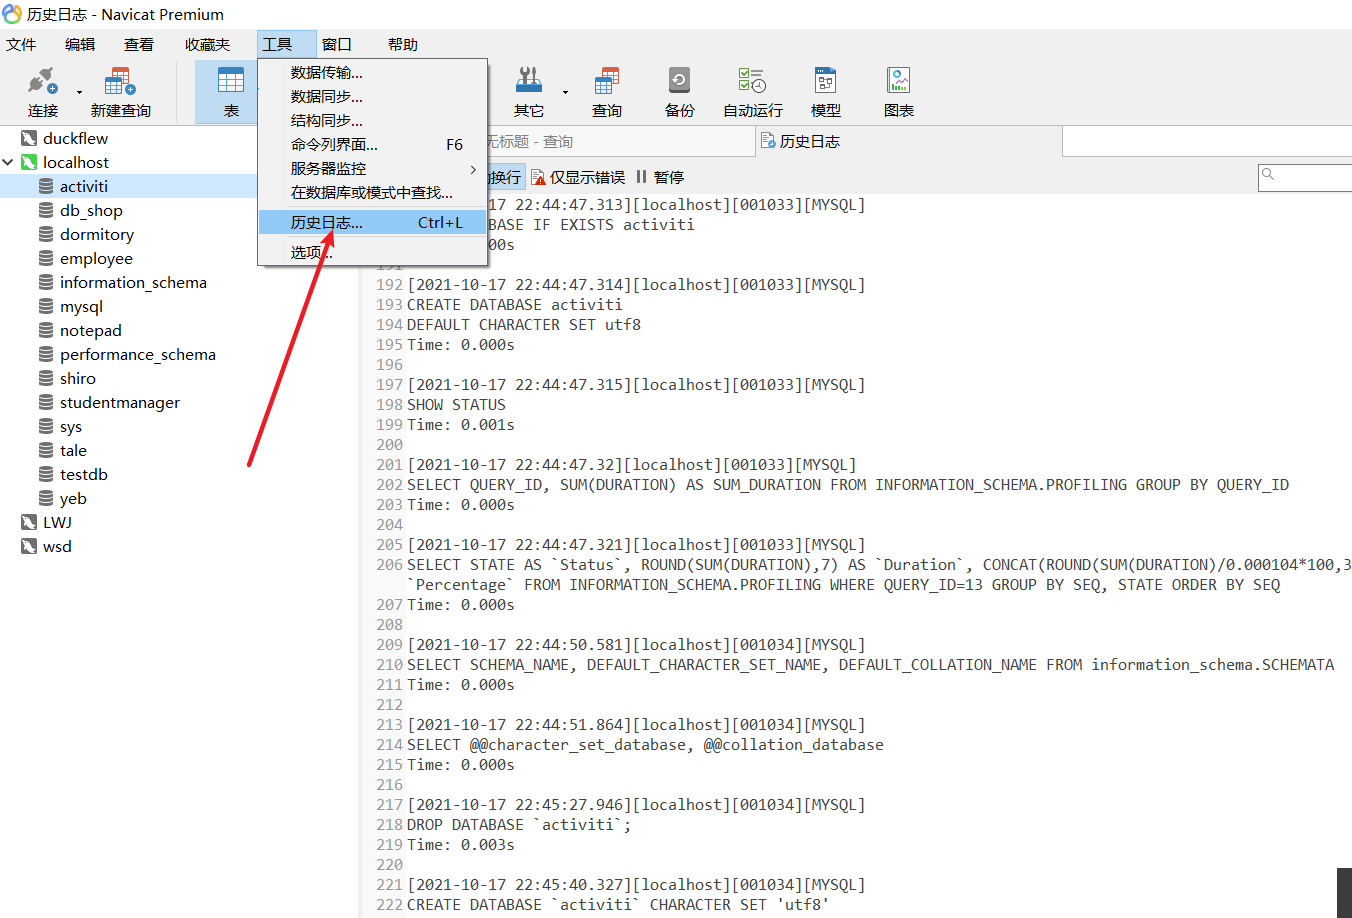 历史日志 - Navicat Premium
文件 编辑 查看 收藏夹 工具 窗口 帮助
连接 新建查询 表 其它 查询 备份 自动运行 模型 图表
数据传输...
数据同步...
结构同步...
命令列界面... F6
服务器监控
在数据库或模式中查找...
历史日志... Ctrl+L
选项...
duckflew
localhost
activiti
db_shop
dormitory
employee
information_schema
mysql
notepad
performance_schema
shiro
studentmanager
sys
tale
testdb
yeb
LWJ
wsd
无标题 - 查询 历史日志
换行 仅显示错误 暂停
17 22:44:47.313][localhost][001033][MYSQL]
BASE IF EXISTS activiti
00s
191
192 [2021-10-17 22:44:47.314][localhost][001033][MYSQL]
193 CREATE DATABASE activiti
194 DEFAULT CHARACTER SET utf8
195 Time: 0.000s
196
197 [2021-10-17 22:44:47.315][localhost][001033][MYSQL]
198 SHOW STATUS
199 Time: 0.001s
200
201 [2021-10-17 22:44:47.32][localhost][001033][MYSQL]
202 SELECT QUERY_ID, SUM(DURATION) AS SUM_DURATION FROM INFORMATION_SCHEMA.PROFILING GROUP BY QUERY_ID
203 Time: 0.000s
204
205 [2021-10-17 22:44:47.321][localhost][001033][MYSQL]
206 SELECT STATE AS `Status`, ROUND(SUM(DURATION),7) AS `Duration`, CONCAT(ROUND(SUM(DURATION)/0.000104*100,3
`Percentage` FROM INFORMATION_SCHEMA.PROFILING WHERE QUERY_ID=13 GROUP BY SEQ, STATE ORDER BY SEQ
207 Time: 0.000s
208
209 [2021-10-17 22:44:50.581][localhost][001034][MYSQL]
210 SELECT SCHEMA_NAME, DEFAULT_CHARACTER_SET_NAME, DEFAULT_COLLATION_NAME FROM information_schema.SCHEMATA
211 Time: 0.000s
212
213 [2021-10-17 22:44:51.864][localhost][001034][MYSQL]
214 SELECT @@character_set_database, @@collation_database
215 Time: 0.000s
216
217 [2021-10-17 22:45:27.946][localhost][001034][MYSQL]
218 DROP DATABASE `activiti`;
219 Time: 0.003s
220
221 [2021-10-17 22:45:40.327][localhost][001034][MYSQL]
222 CREATE DATABASE `activiti` CHARACTER SET 'utf8'